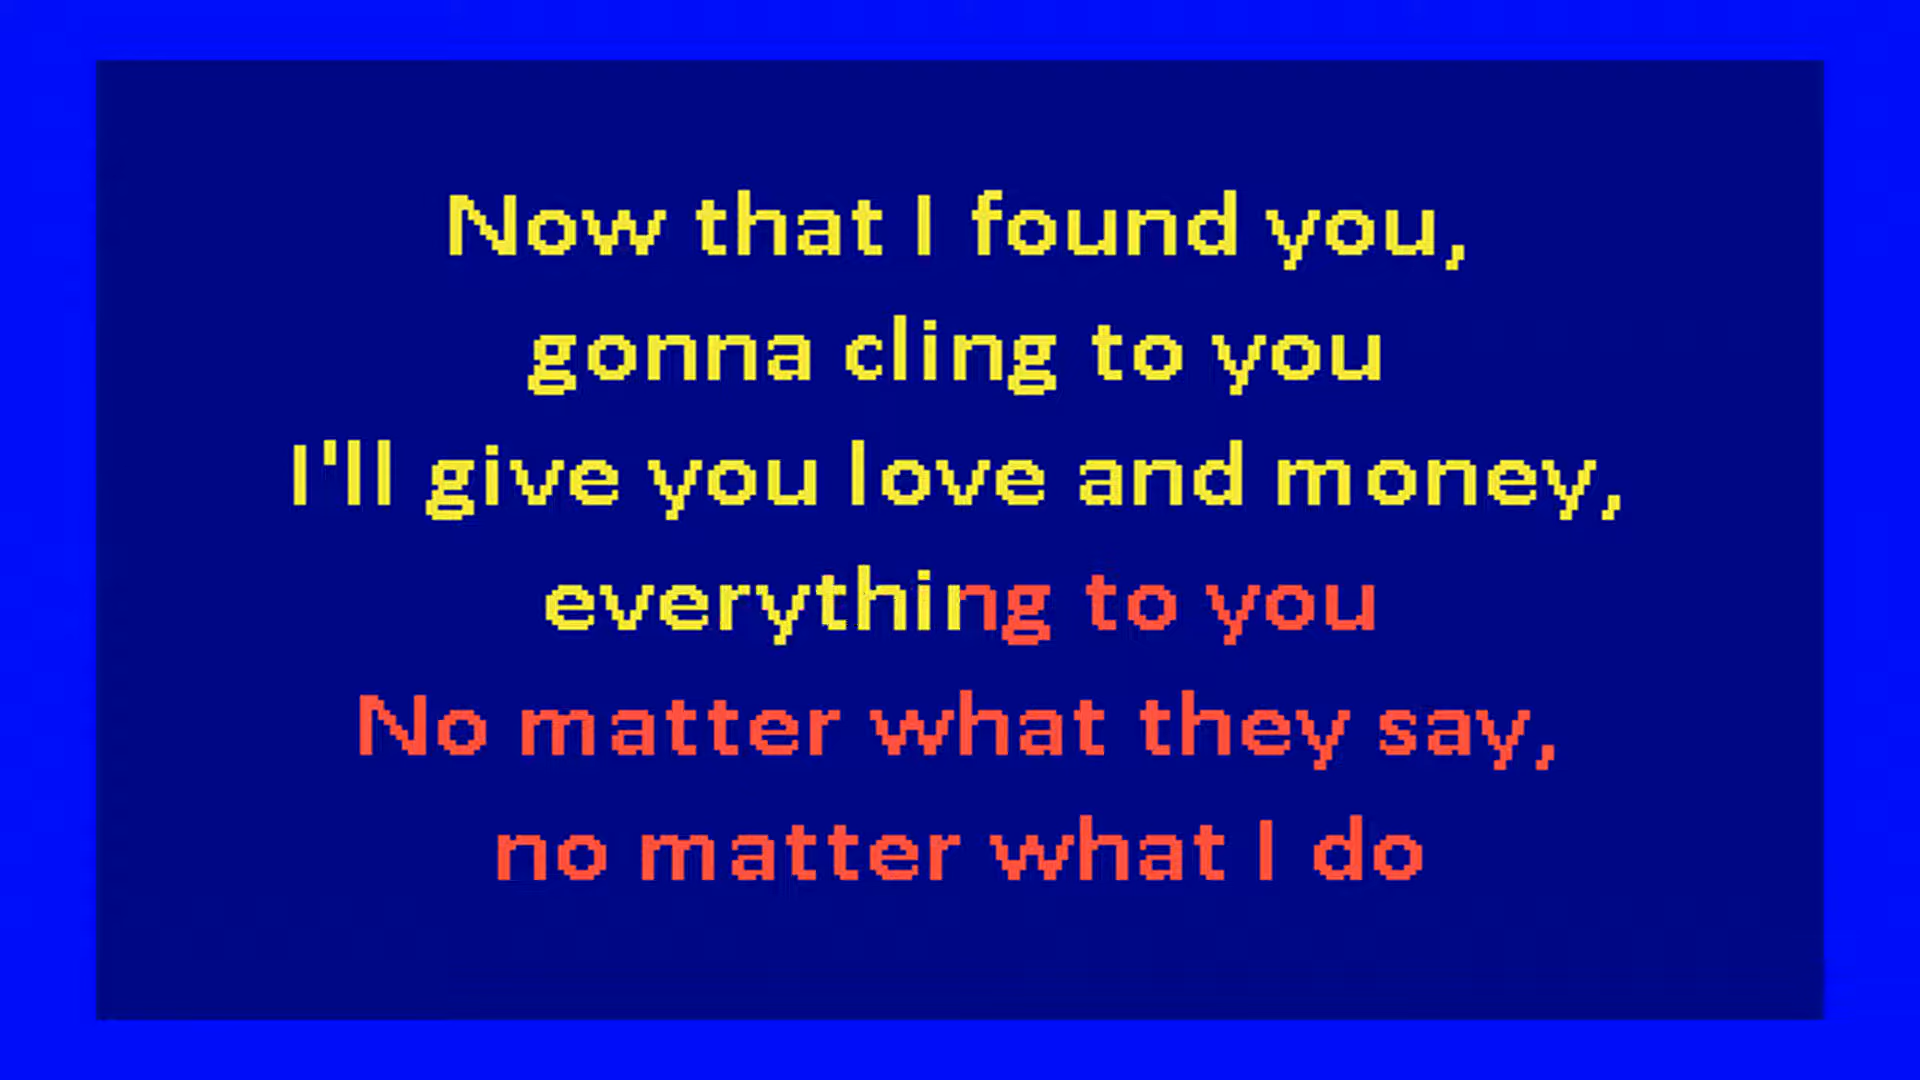 Now that I found you,
gonna cling to you
I'll give you love and money,
everything to you
No matter what they say,
no matter what I do